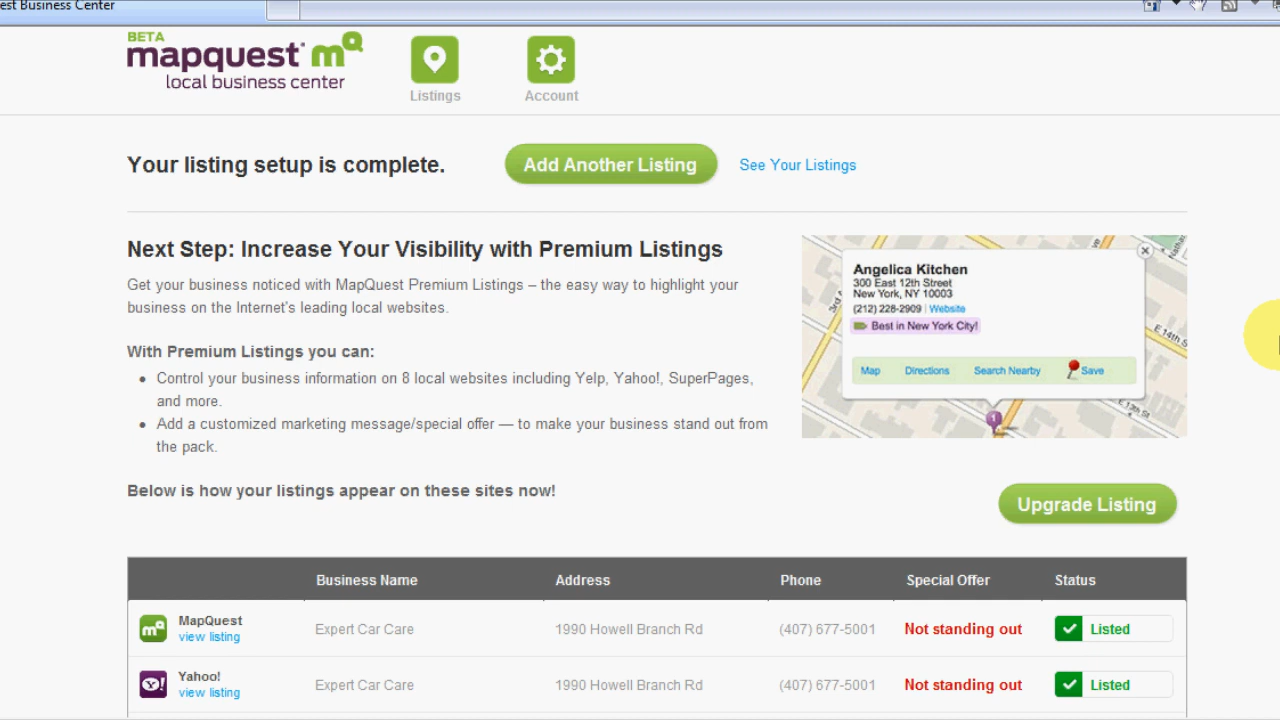 est Business Center
BETA
mapquest mQ
local business center
Listings
Account
Your listing setup is complete.
Add Another Listing
See Your Listings
Next Step: Increase Your Visibility with Premium Listings
Get your business noticed with MapQuest Premium Listings – the easy way to highlight your
business on the Internet's leading local websites.
With Premium Listings you can:
• Control your business information on 8 local websites including Yelp, Yahoo!, SuperPages,
and more.
• Add a customized marketing message/special offer — to make your business stand out from
the pack.
Angelica Kitchen
300 East 12th Street
New York, NY 10003
(212) 228-2909 | Website
Best in New York City!
Map Directions Search Nearby Save
E 14th St
E 13th St
1
Below is how your listings appear on these sites now!
Upgrade Listing
Business Name Address Phone Special Offer Status
mQ MapQuest
view listing
Expert Car Care 1990 Howell Branch Rd (407) 677-5001 Not standing out Listed
Y! Yahoo!
view listing
Expert Car Care 1990 Howell Branch Rd (407) 677-5001 Not standing out Listed